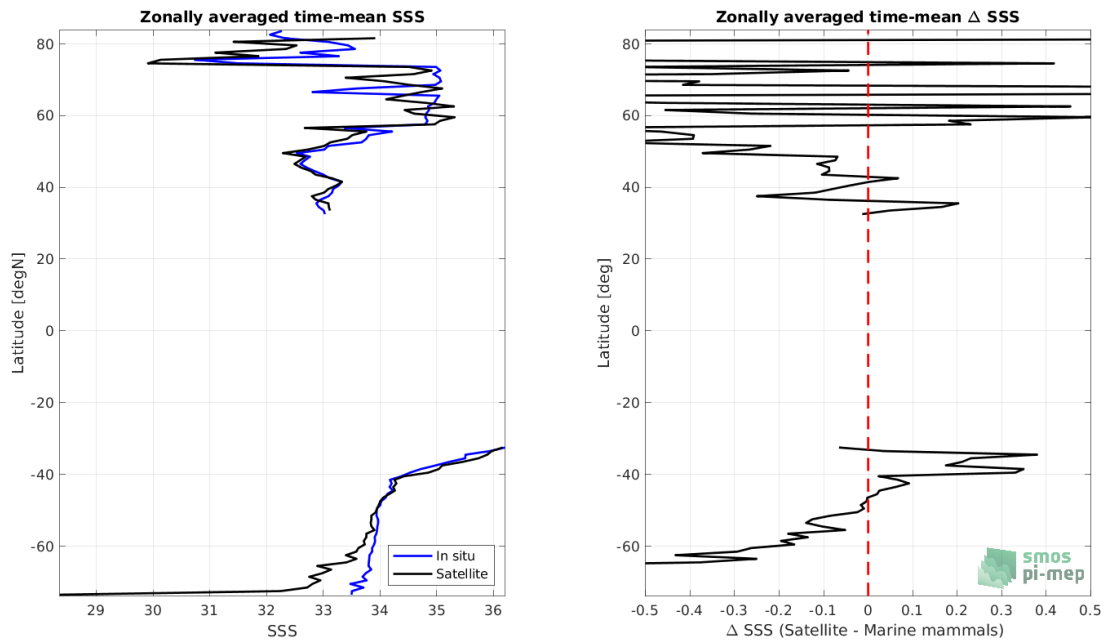 Zonally averaged time-mean SSS
80
60
40
20
0
-20
-40
-60
Latitude [degN]
29 30 31 32 33 34 35 36
SSS
In situ
Satellite
Zonally averaged time-mean Δ SSS
80
60
40
20
0
-20
-40
-60
Latitude [deg]
-0.5 -0.4 -0.3 -0.2 -0.1 0 0.1 0.2 0.3 0.4 0.5
Δ SSS (Satellite - Marine mammals)
smos
pi-mep